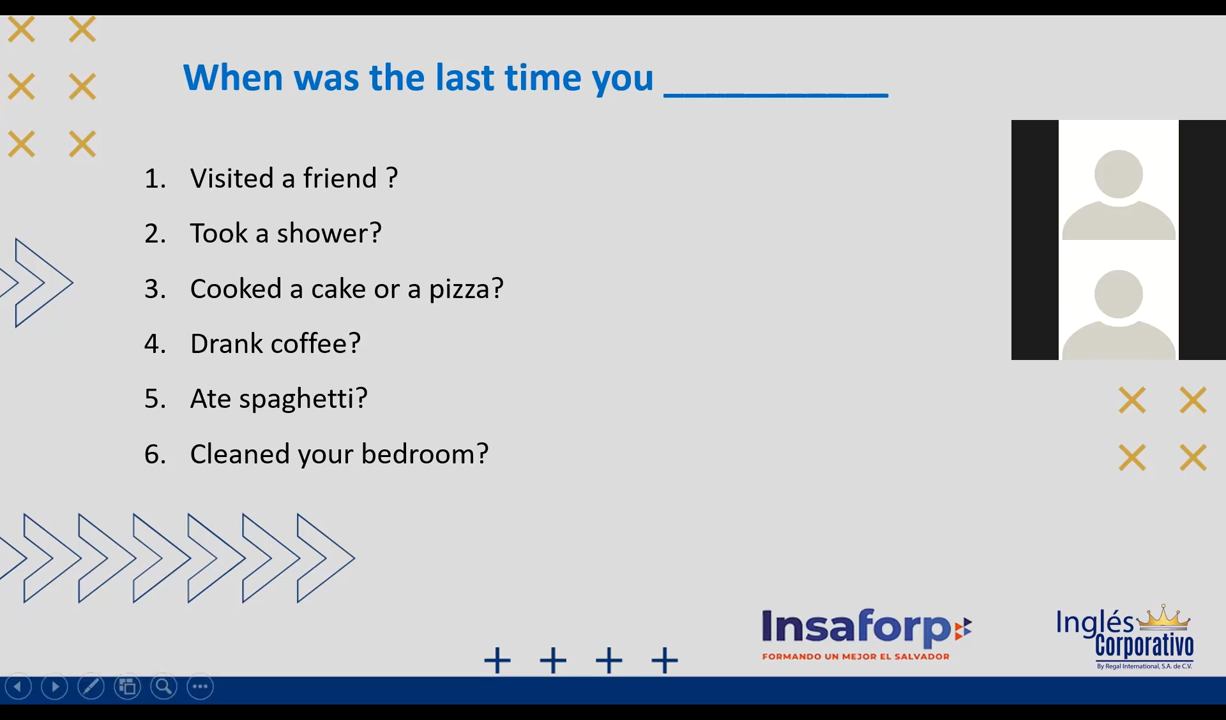 When was the last time you ___________
1. Visited a friend ?
2. Took a shower?
3. Cooked a cake or a pizza?
4. Drank coffee?
5. Ate spaghetti?
6. Cleaned your bedroom?
Insaforp
FORMANDO UN MEJOR EL SALVADOR
Inglés
Corporativo
By Regal International, S.A. de C.V.